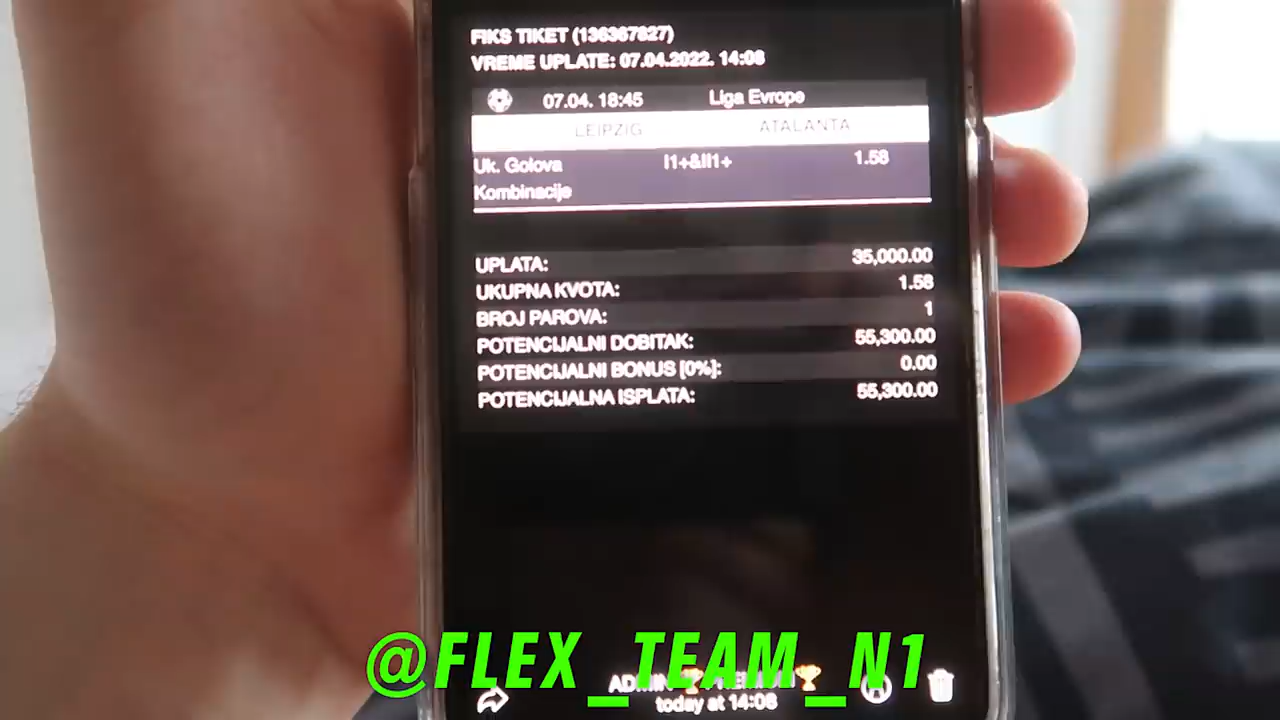 FIKS TIKET (136367827)
VREME UPLATE: 07.04.2022. 14:08
07.04. 18:45 Liga Evrope
LEIPZIG ATALANTA
Uk. Golova I1+&II1+ 1.58
Kombinacije
UPLATA: 35,000.00
UKUPNA KVOTA: 1.58
BROJ PAROVA: 1
POTENCIJALNI DOBITAK: 55,300.00
POTENCIJALNI BONUS [0%]: 0.00
POTENCIJALNA ISPLATA: 55,300.00
@FLEX_TEAM_N1
ADMIN
today at 14:08